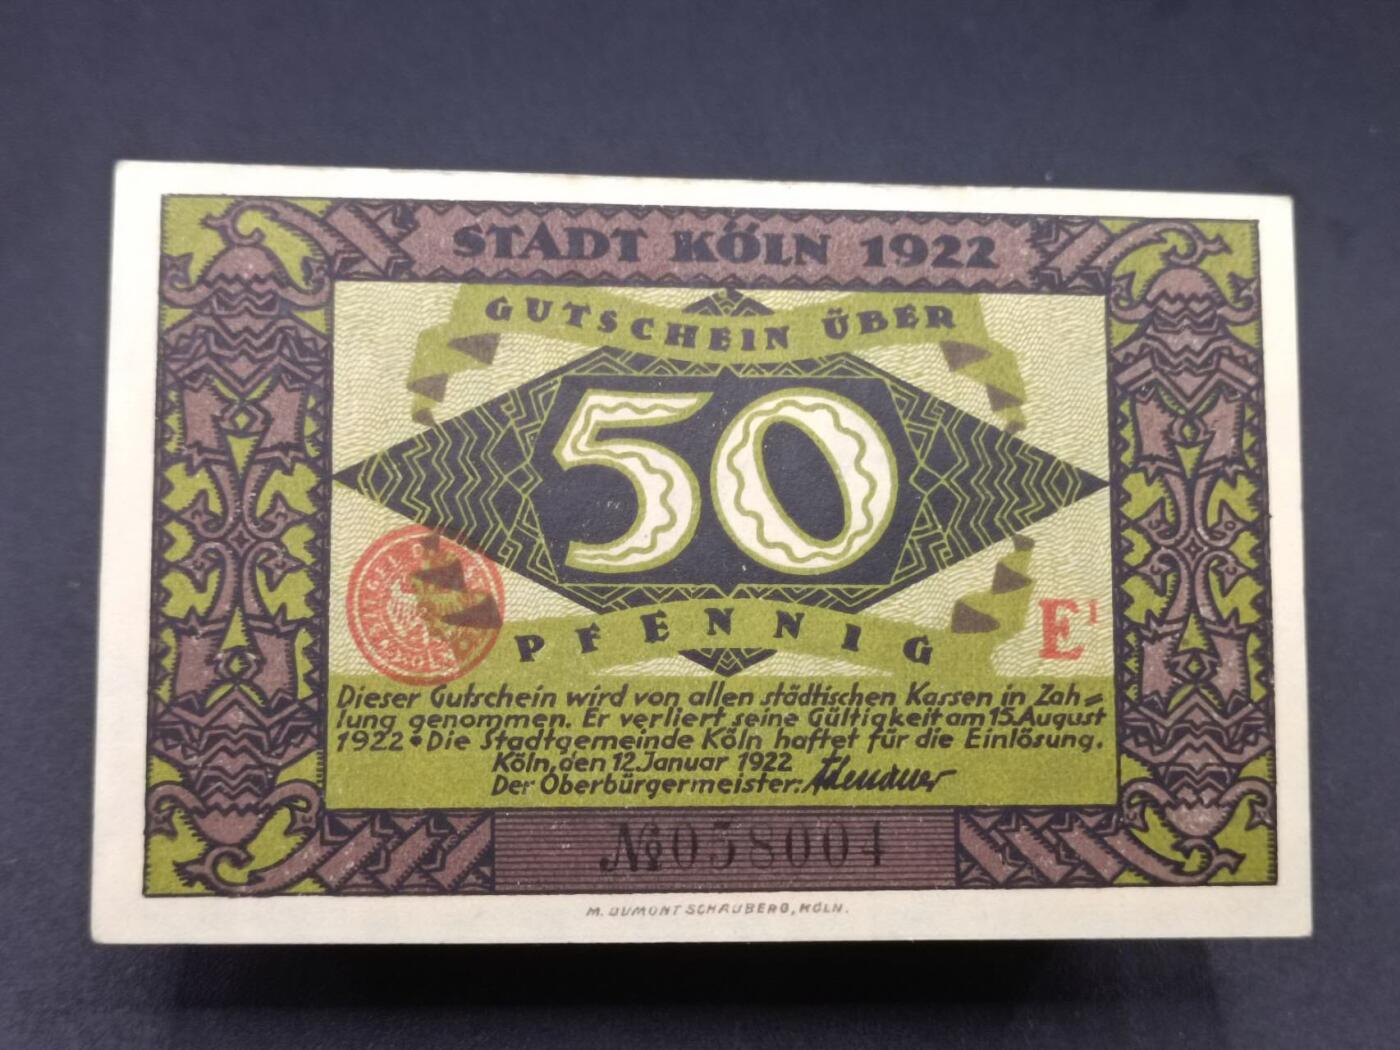 STADT KÖLN 1922
GUTSCHEIN ÜBER
50
PFENNIG
E1
Dieser Gutschein wird von allen städtischen Kassen in Zah=
lung genommen. Er verliert seine Gültigkeit am 15.August
1922 • Die Stadtgemeinde Köln haftet für die Einlösung.
Köln, den 12.Januar 1922
Der Oberbürgermeister: Adenauer
№058004
M. DUMONT SCHAUBERG, KÖLN.